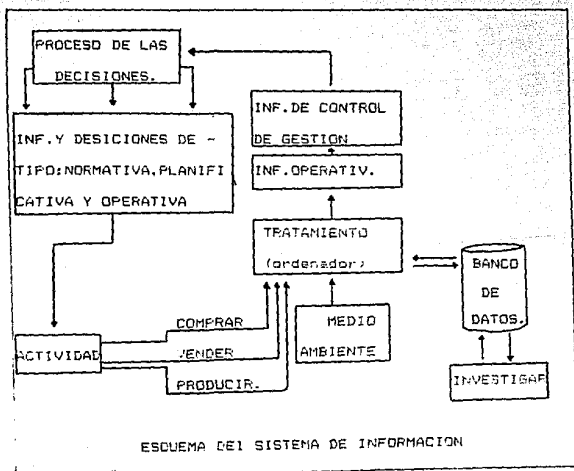 PROCESO DE LAS
DECISIONES.
INF.DE CONTROL
DE GESTION
INF.Y DESICIONES DE -
TIPO:NORMATIVA,PLANIFI
CATIVA Y OPERATIVA
INF.OPERATIV.
TRATAMIENTO
(ordenador)
BANCO
DE
DATOS.
COMPRAR
MEDIO
AMBIENTE
ACTIVIDAD
VENDER
PRODUCIR.
INVESTIGAR
ESQUEMA DEl SISTEMA DE INFORMACION